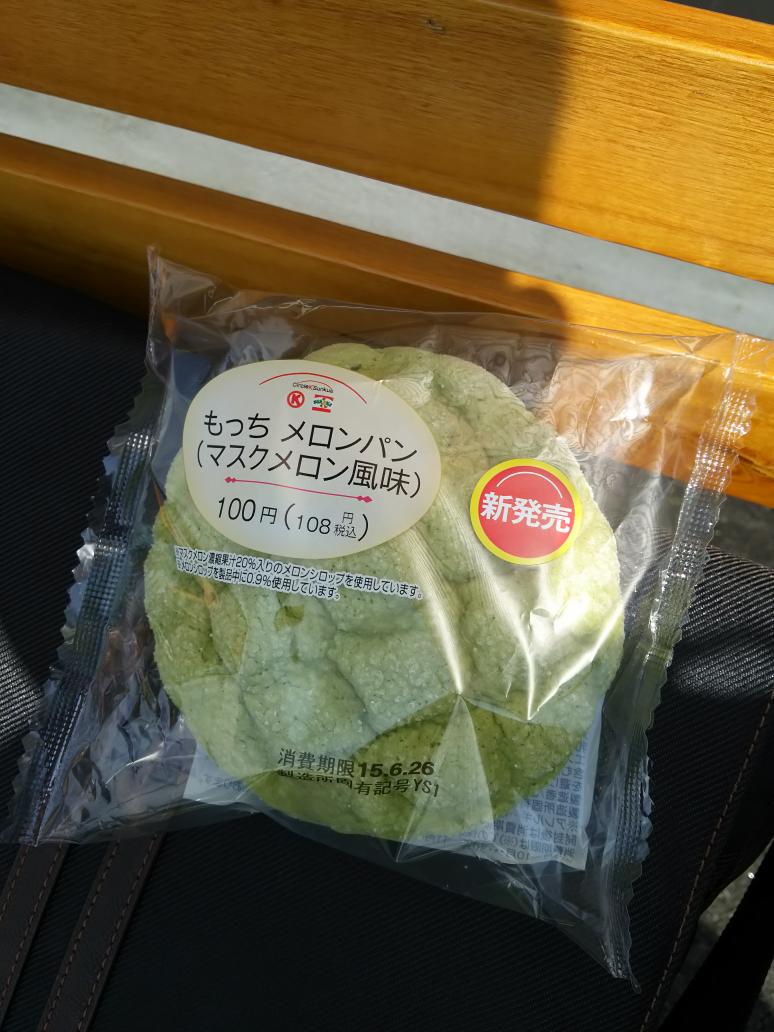 CircleKSunkus
K
もっち メロンパン
(マスクメロン風味)
100円(108円税込)
新発売
※マスクメロン濃縮果汁20%入りのメロンシロップを使用しています。
※メロンシロップを製品中に0.9%使用しています。
消費期限15.6.26
製造所固有記号YS1